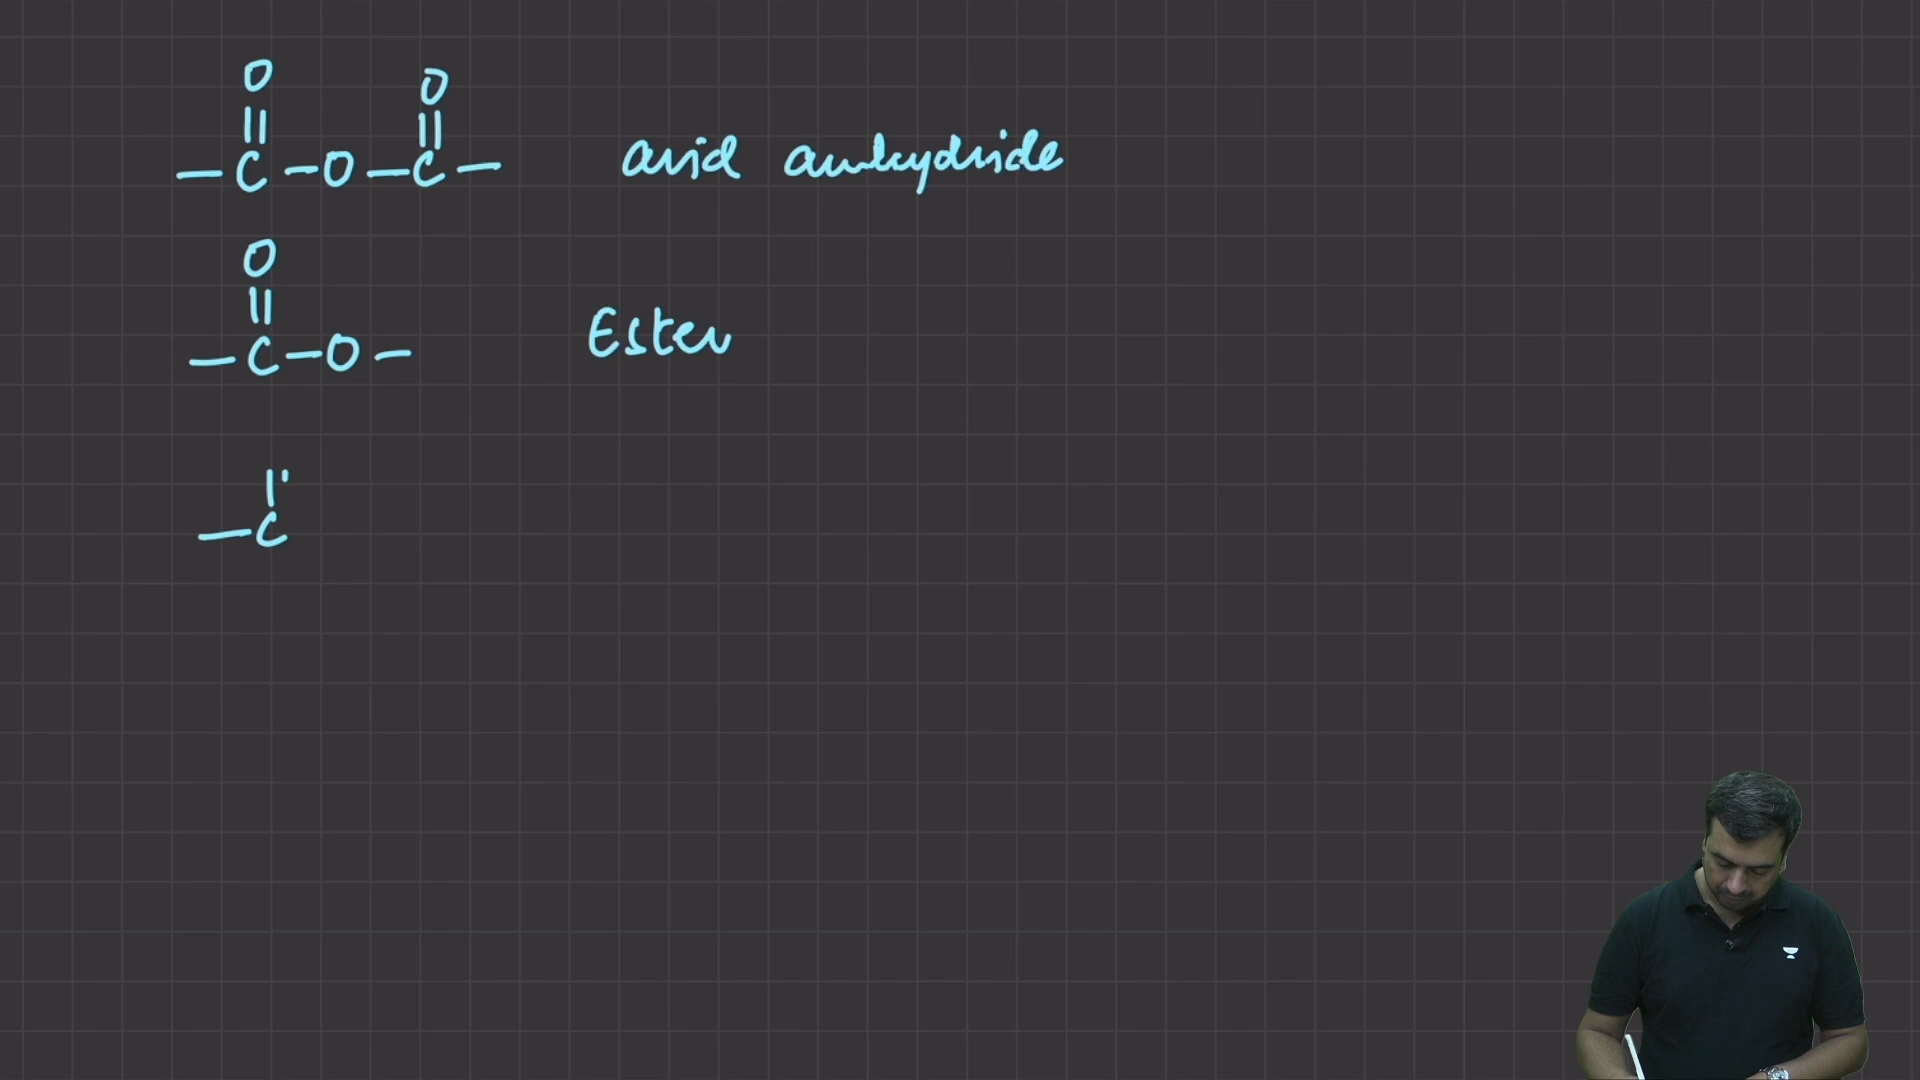 O O
|| ||
— C — O — C — acid anhydride
O
||
— C — O — Ester
— C